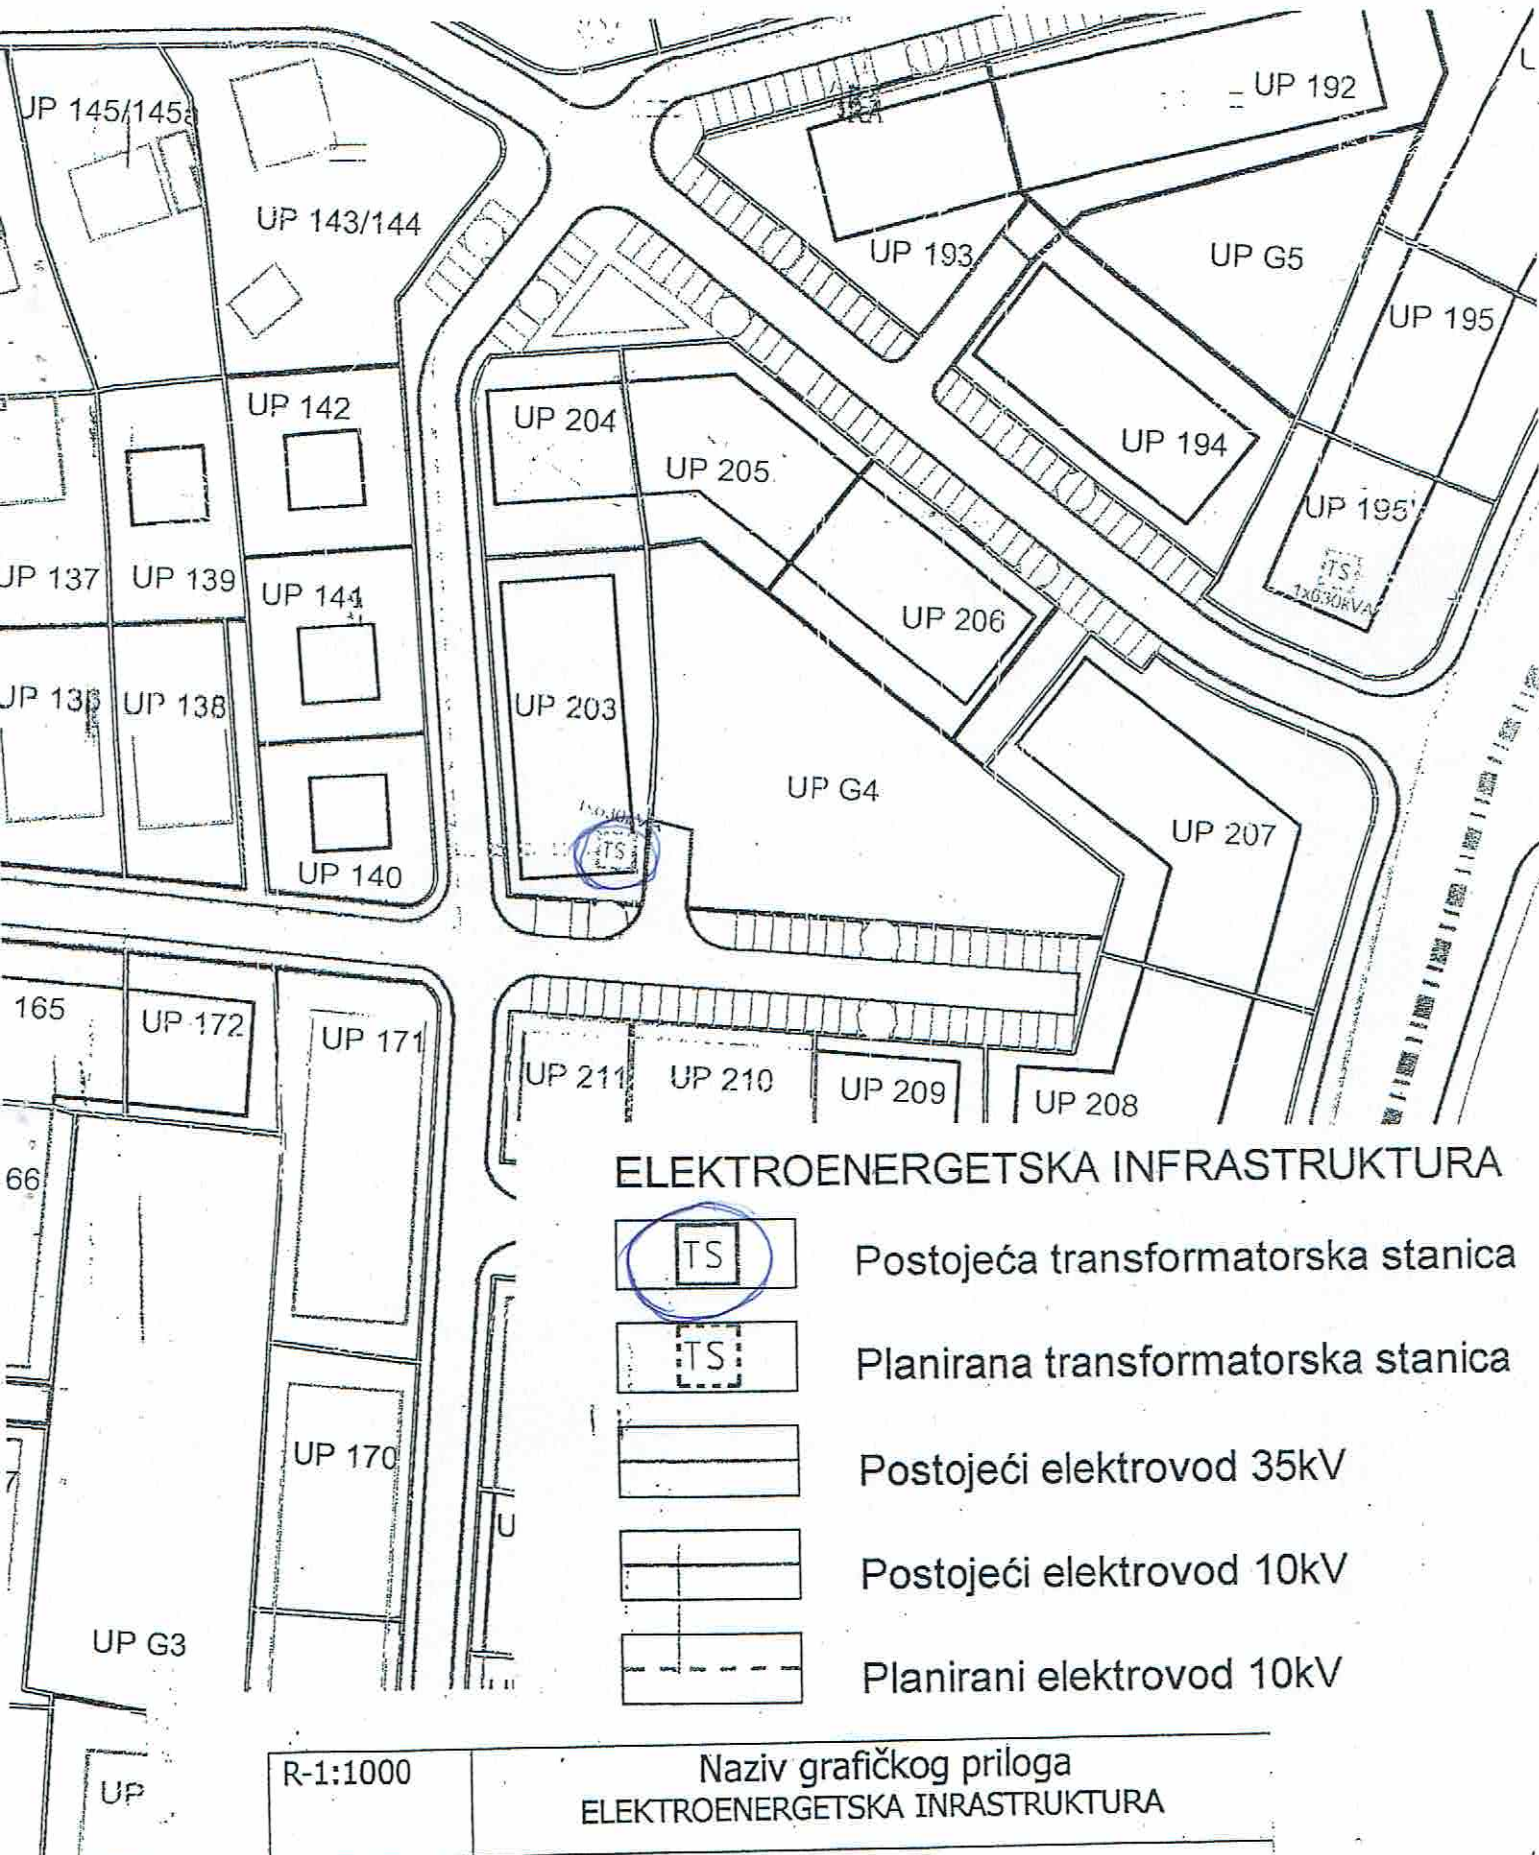 UP 192
UP 145/145a
UP 143/144
UP 193
UP G5
UP 195
UP 142
UP 204
UP 205
UP 194
UP 195'
TS
1x630kVA
UP 137
UP 139
UP 141
UP 206
UP 138
UP 203
UP G4
UP 207
1x630kVA
TS
UP 140
165
UP 172
UP 171
UP 211
UP 210
UP 209
UP 208
66
UP 170
7
U
UP G3
UP
ELEKTROENERGETSKA INFRASTRUKTURA
TS Postojeća transformatorska stanica
TS Planirana transformatorska stanica
Postojeći elektrovod 35kV
Postojeći elektrovod 10kV
Planirani elektrovod 10kV
R-1:1000
Naziv grafičkog priloga
ELEKTROENERGETSKA INRASTRUKTURA